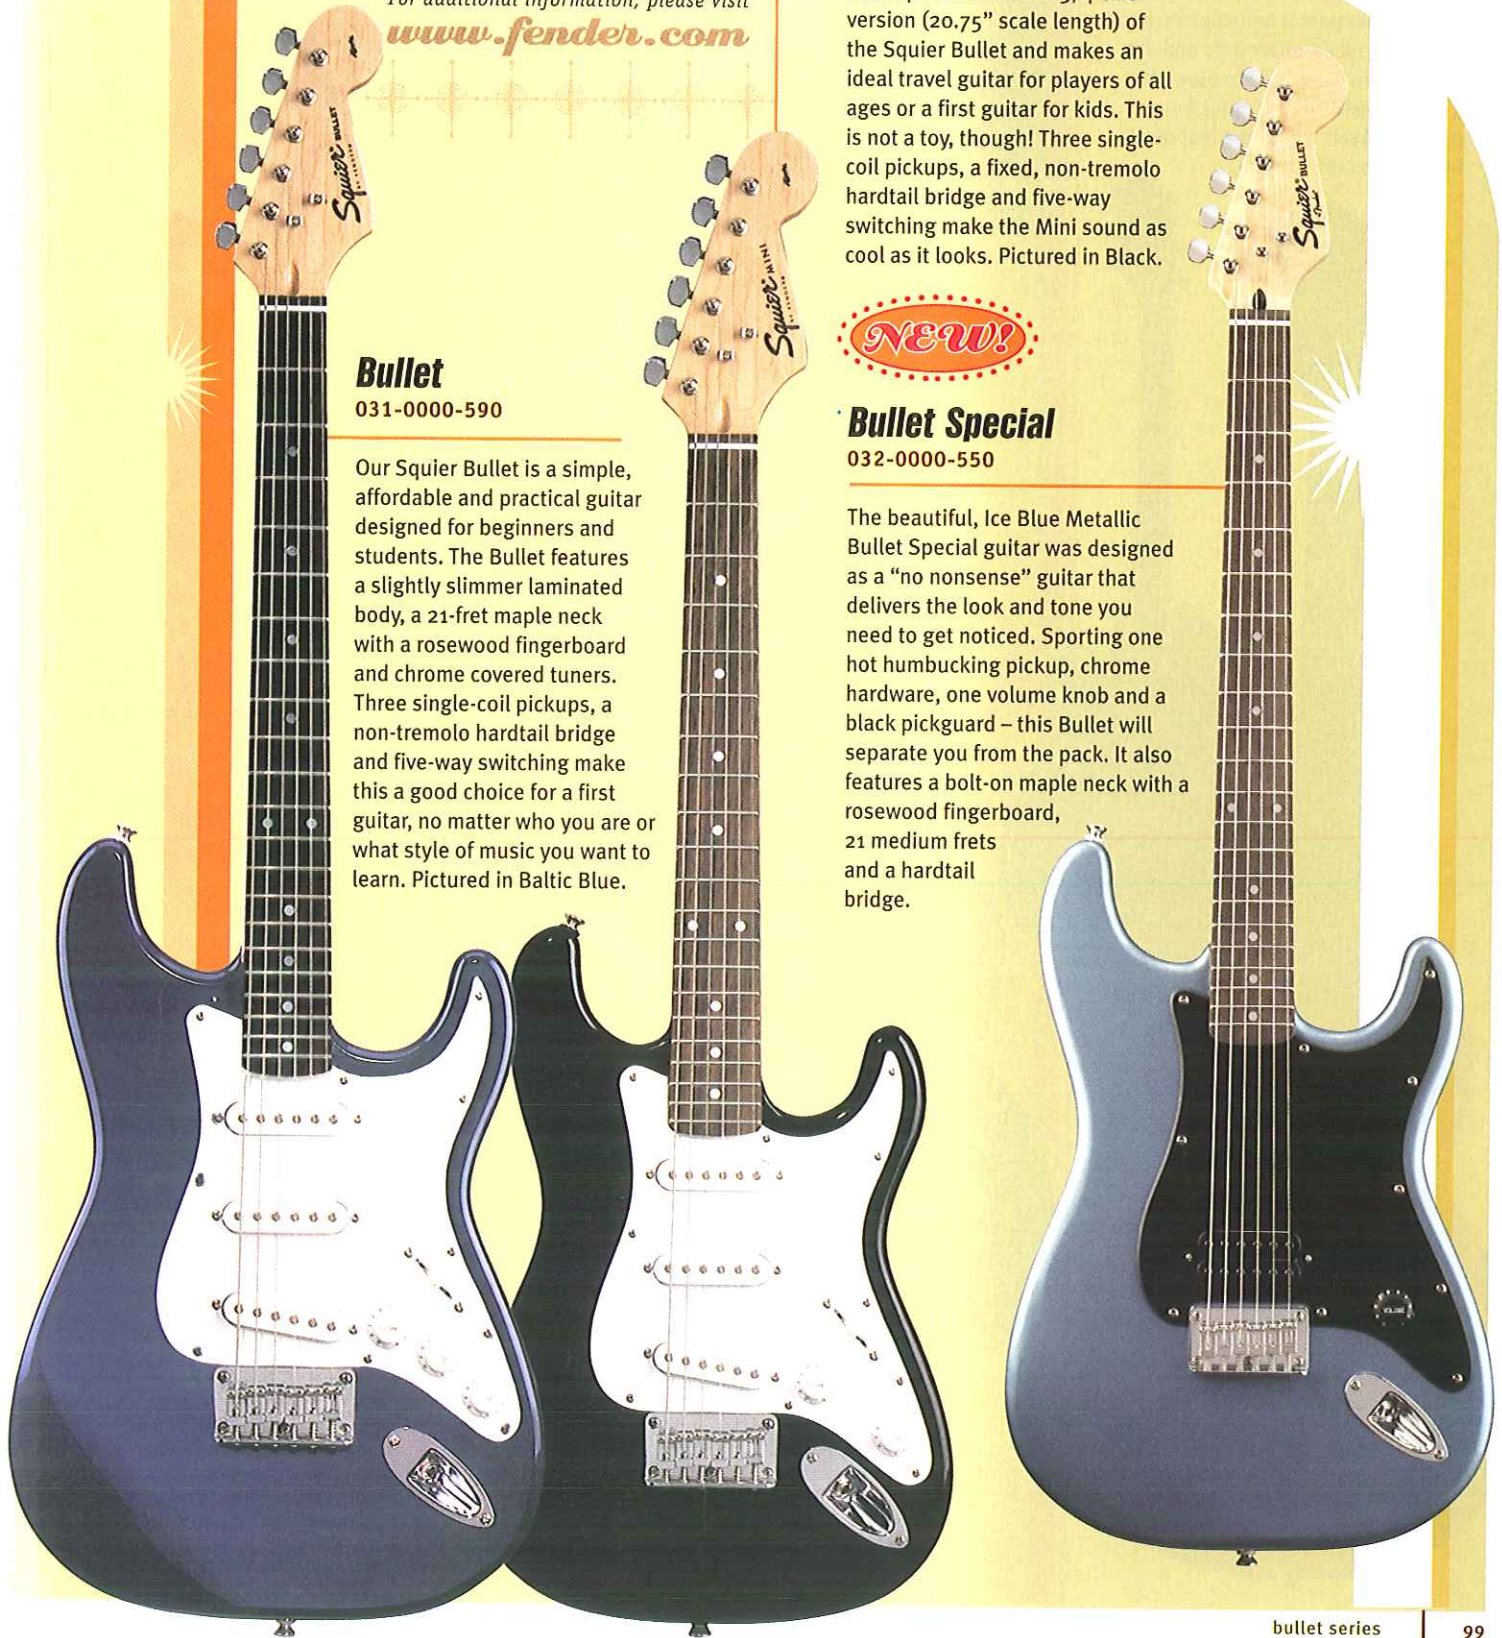 For additional information, please visit
www.fender.com
version (20.75” scale length) of
the Squier Bullet and makes an
ideal travel guitar for players of all
ages or a first guitar for kids. This
is not a toy, though! Three single-
coil pickups, a fixed, non-tremolo
hardtail bridge and five-way
switching make the Mini sound as
cool as it looks. Pictured in Black.
NEW!
Bullet
031-0000-590
Our Squier Bullet is a simple,
affordable and practical guitar
designed for beginners and
students. The Bullet features
a slightly slimmer laminated
body, a 21-fret maple neck
with a rosewood fingerboard
and chrome covered tuners.
Three single-coil pickups, a
non-tremolo hardtail bridge
and five-way switching make
this a good choice for a first
guitar, no matter who you are or
what style of music you want to
learn. Pictured in Baltic Blue.
Bullet Special
032-0000-550
The beautiful, Ice Blue Metallic
Bullet Special guitar was designed
as a “no nonsense” guitar that
delivers the look and tone you
need to get noticed. Sporting one
hot humbucking pickup, chrome
hardware, one volume knob and a
black pickguard – this Bullet will
separate you from the pack. It also
features a bolt-on maple neck with a
rosewood fingerboard,
21 medium frets
and a hardtail
bridge.
Squier BULLET
Squier MINI
Squier BULLET
Fender
VOLUME
bullet series
99